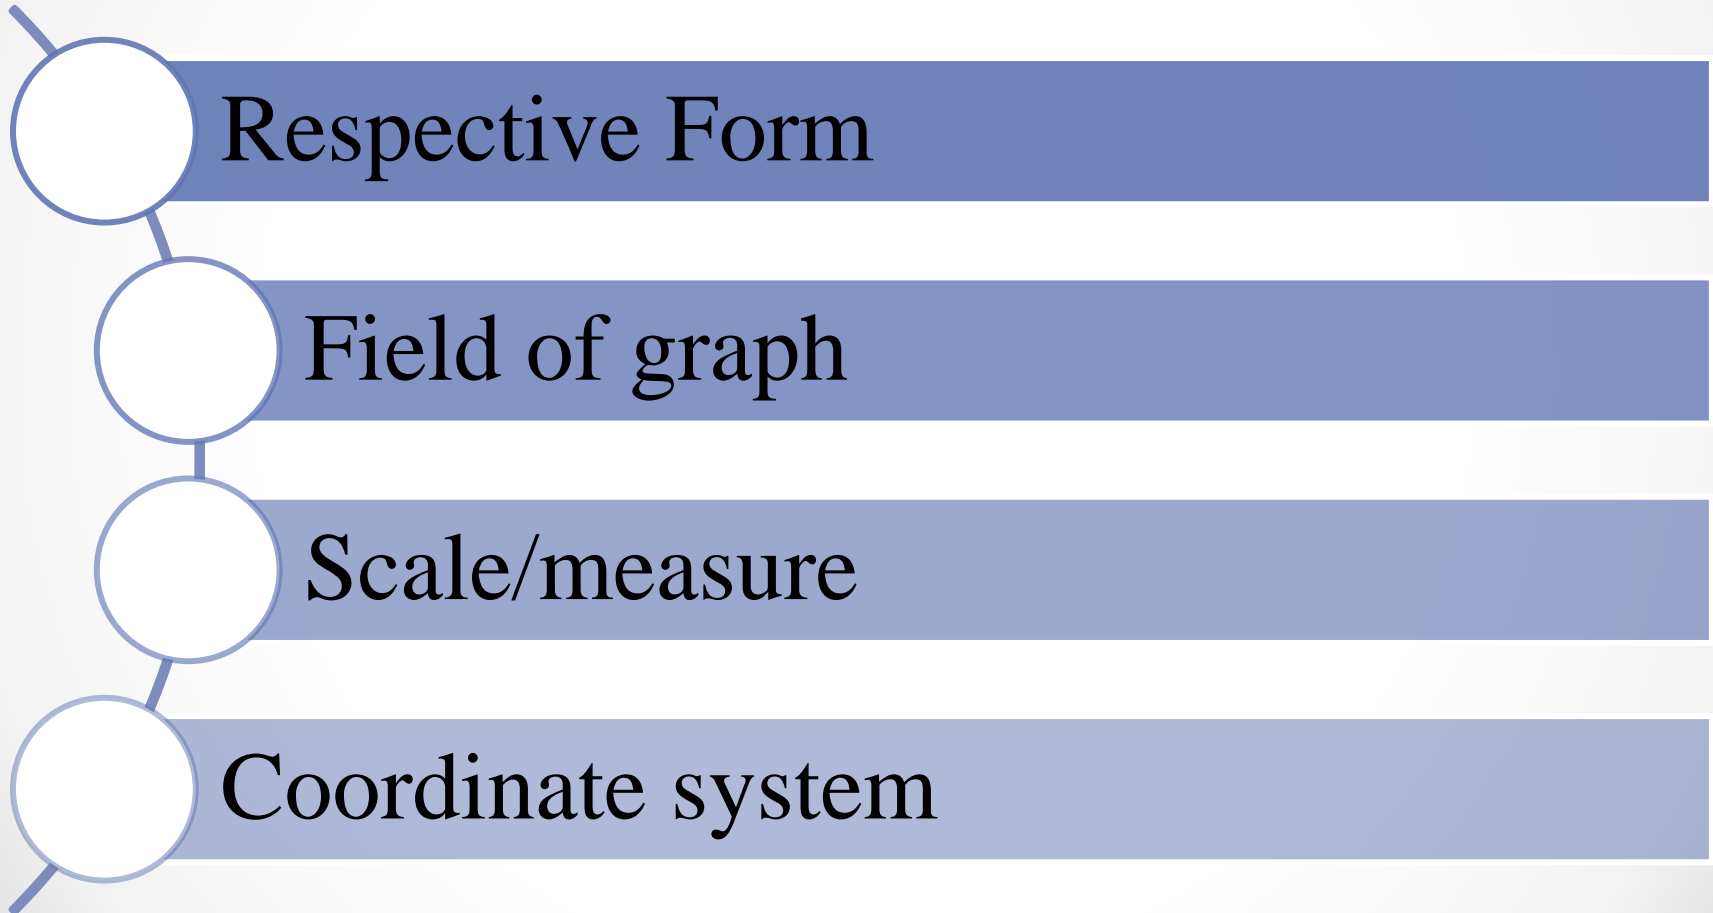 Respective Form
Field of graph
Scale/measure
Coordinate system